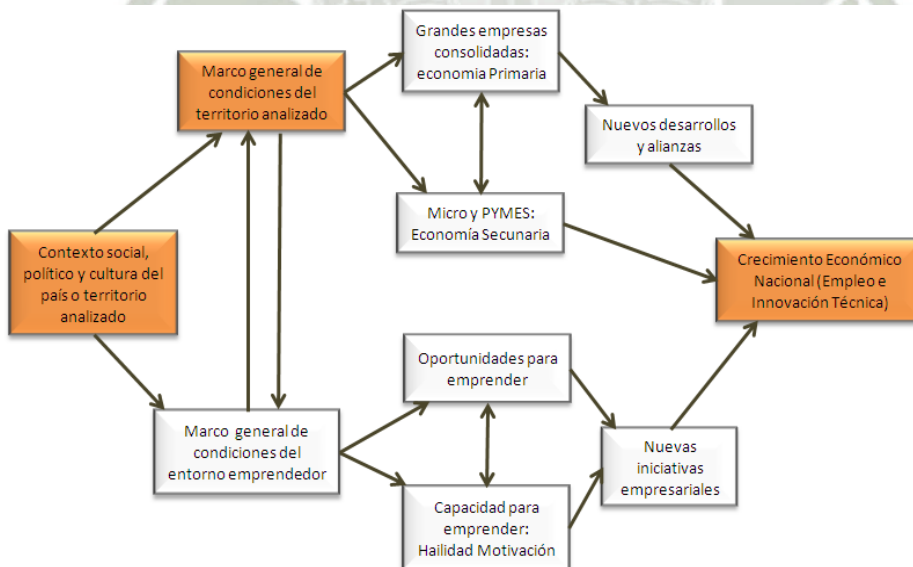 Grandes empresas
consolidadas:
economia Primaria
Marco general de
condiciones del
territorio analizado
Nuevos desarrollos
y alianzas
Micro y PYMES:
Economía Secunaria
Contexto social,
político y cultura del
país o territorio
analizado
Crecimiento Económico
Nacional (Empleo e
Innovación Técnica)
Oportunidades para
emprender
Marco general de
condiciones del
entorno emprendedor
Nuevas
iniciativas
empresariales
Capacidad para
emprender:
Hailidad Motivación